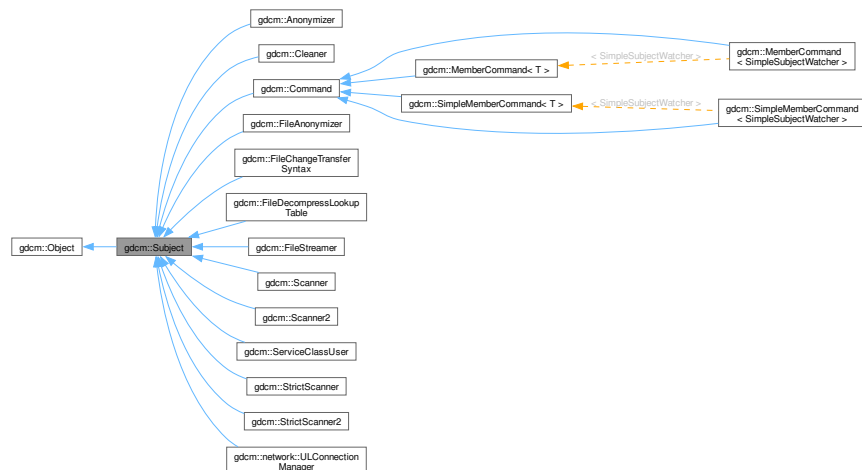 gdcm::Anonymizer
gdcm::Cleaner
gdcm::Command
gdcm::MemberCommand< T >
< SimpleSubjectWatcher >
gdcm::MemberCommand
< SimpleSubjectWatcher >
gdcm::SimpleMemberCommand< T >
< SimpleSubjectWatcher >
gdcm::SimpleMemberCommand
< SimpleSubjectWatcher >
gdcm::FileAnonymizer
gdcm::FileChangeTransfer
Syntax
gdcm::FileDecompressLookup
Table
gdcm::Object
gdcm::Subject
gdcm::FileStreamer
gdcm::Scanner
gdcm::Scanner2
gdcm::ServiceClassUser
gdcm::StrictScanner
gdcm::StrictScanner2
gdcm::network::ULConnection
Manager